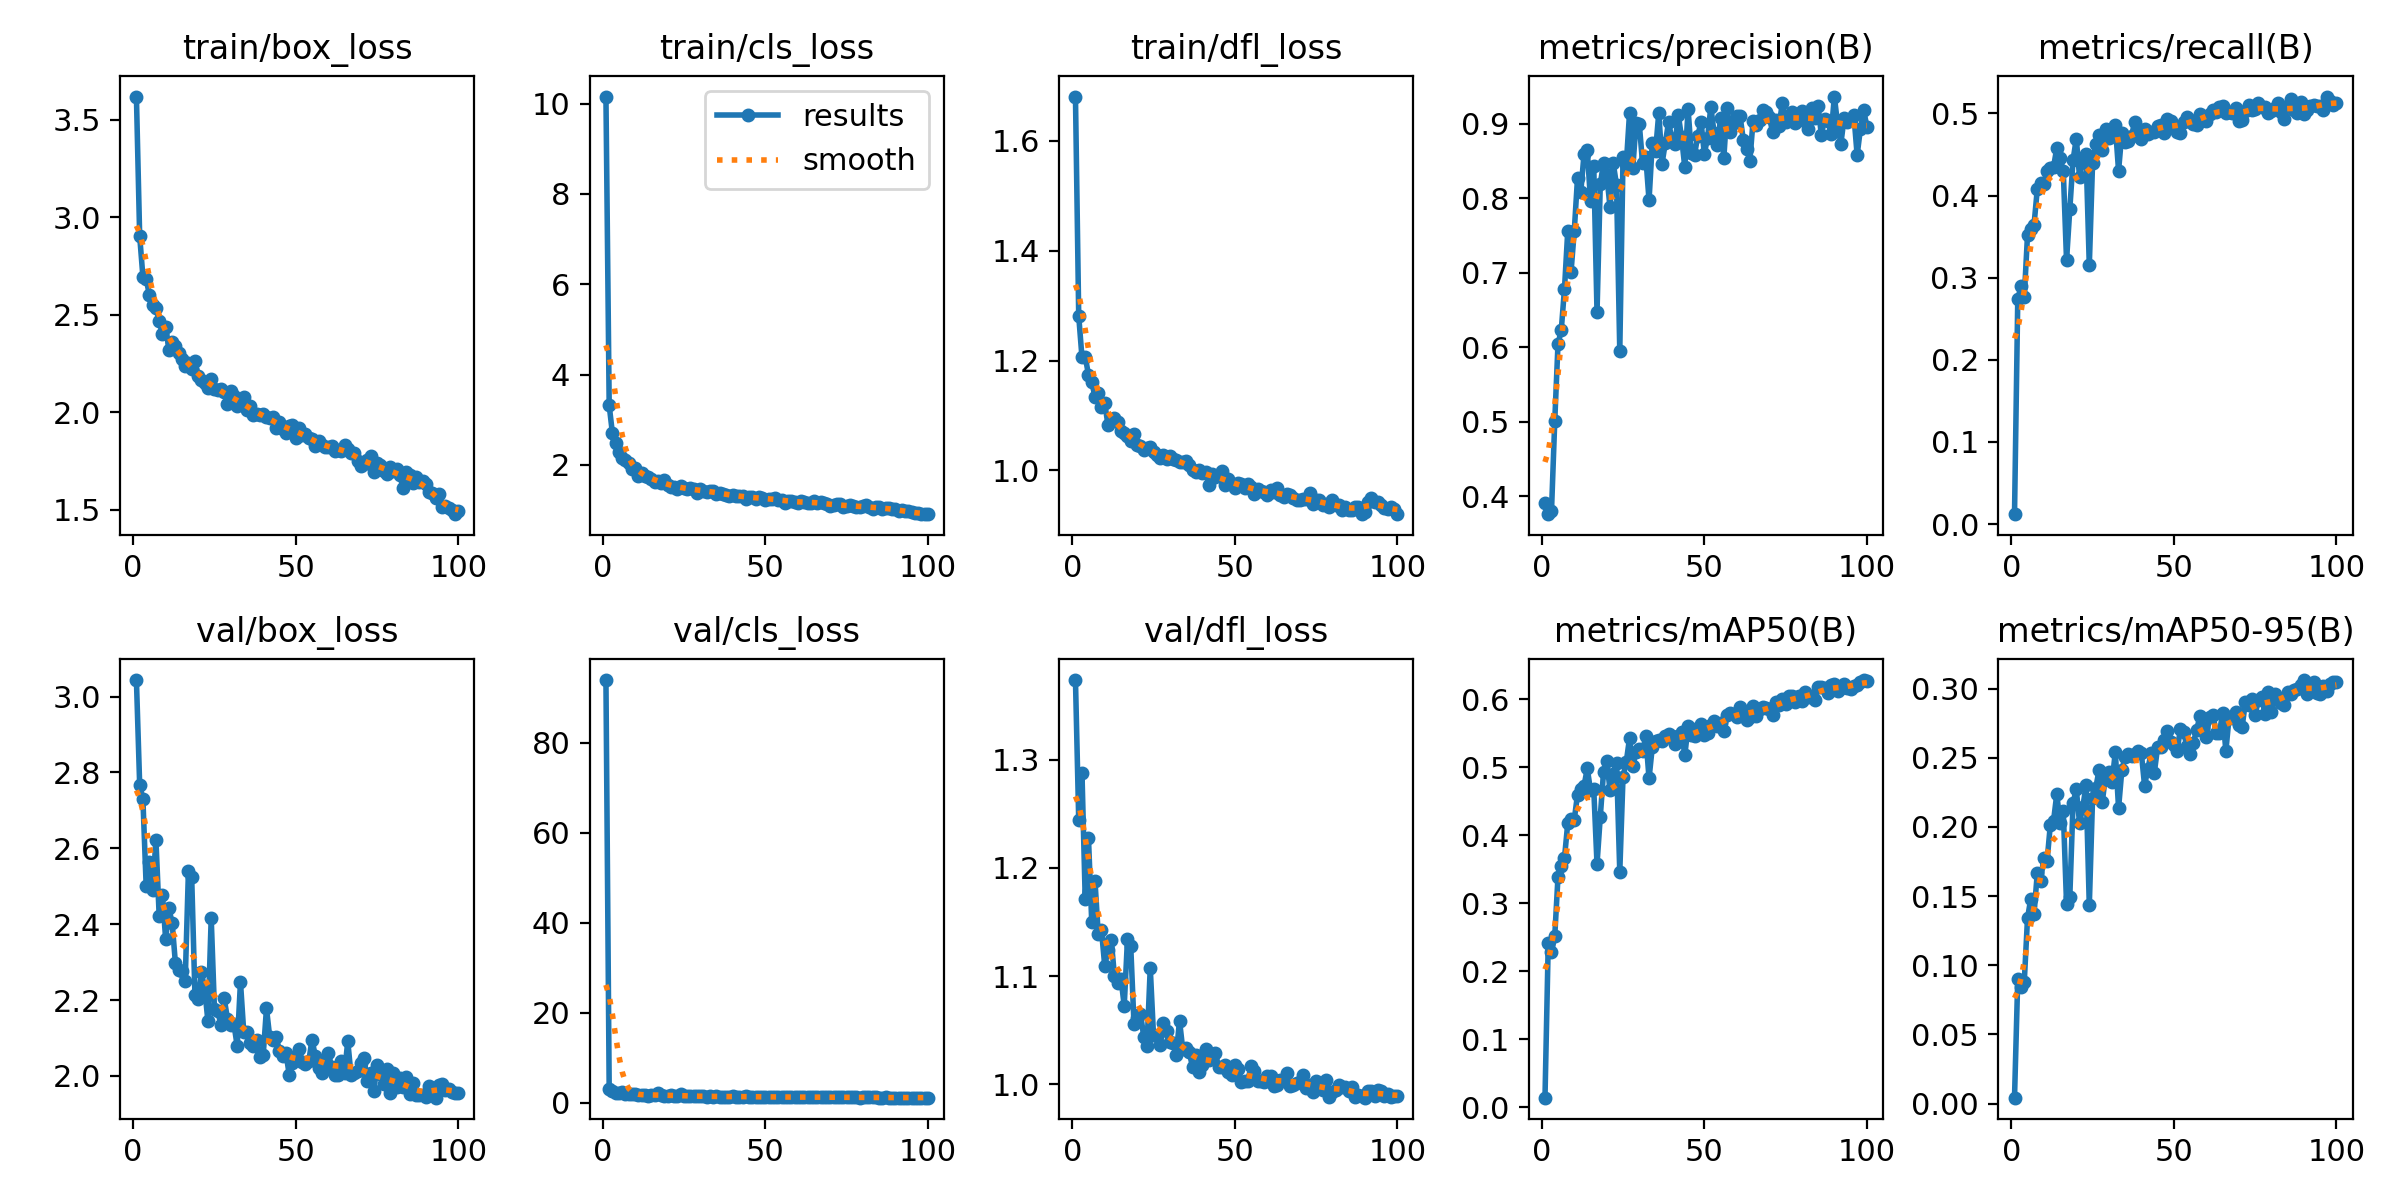 train/box_loss
3.5
3.0
2.5
2.0
1.5
0 50 100
train/cls_loss
results
smooth
10
8
6
4
2
0 50 100
train/dfl_loss
1.6
1.4
1.2
1.0
0 50 100
metrics/precision(B)
0.9
0.8
0.7
0.6
0.5
0.4
0 50 100
metrics/recall(B)
0.5
0.4
0.3
0.2
0.1
0.0
0 50 100
val/box_loss
3.0
2.8
2.6
2.4
2.2
2.0
0 50 100
val/cls_loss
80
60
40
20
0
0 50 100
val/dfl_loss
1.3
1.2
1.1
1.0
0 50 100
metrics/mAP50(B)
0.6
0.5
0.4
0.3
0.2
0.1
0.0
0 50 100
metrics/mAP50-95(B)
0.30
0.25
0.20
0.15
0.10
0.05
0.00
0 50 100